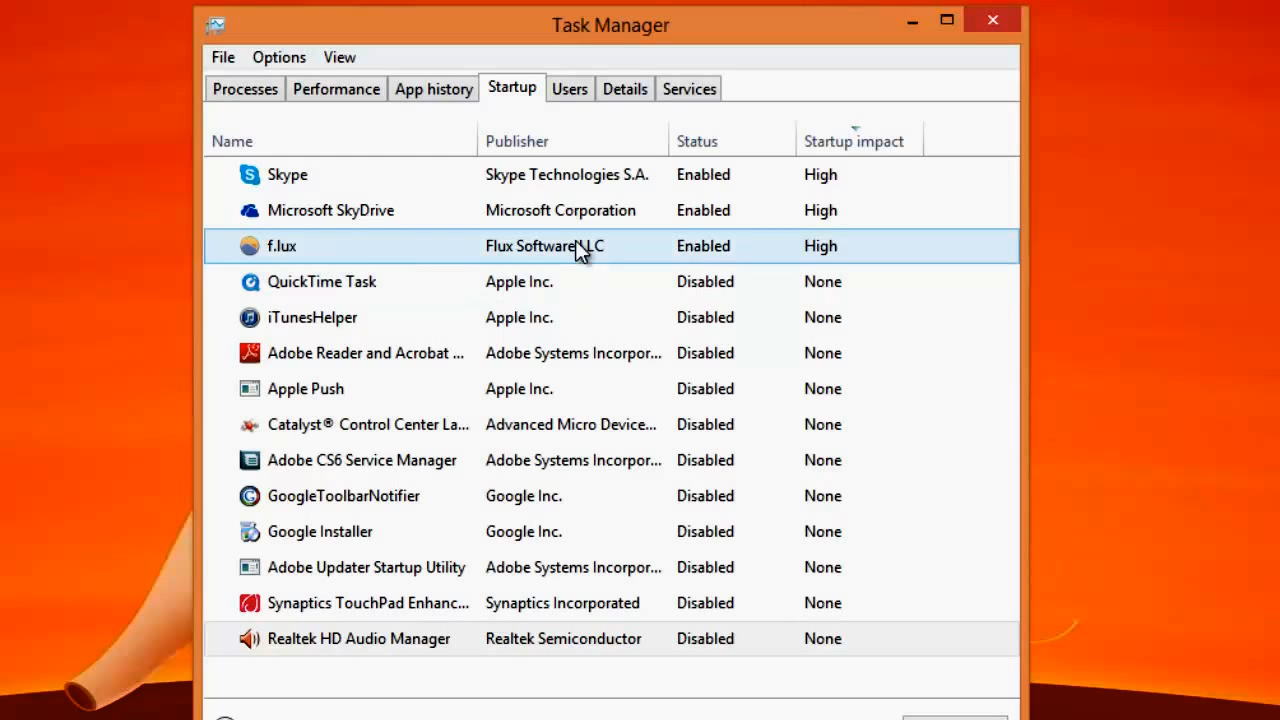 Task Manager
File Options View
Processes Performance App history Startup Users Details Services
Name Publisher Status Startup impact
Skype Skype Technologies S.A. Enabled High
Microsoft SkyDrive Microsoft Corporation Enabled High
f.lux Flux Software LC Enabled High
QuickTime Task Apple Inc. Disabled None
iTunesHelper Apple Inc. Disabled None
Adobe Reader and Acrobat ... Adobe Systems Incorpor... Disabled None
Apple Push Apple Inc. Disabled None
Catalyst® Control Center La... Advanced Micro Device... Disabled None
Adobe CS6 Service Manager Adobe Systems Incorpor... Disabled None
GoogleToolbarNotifier Google Inc. Disabled None
Google Installer Google Inc. Disabled None
Adobe Updater Startup Utility Adobe Systems Incorpor... Disabled None
Synaptics TouchPad Enhanc... Synaptics Incorporated Disabled None
Realtek HD Audio Manager Realtek Semiconductor Disabled None